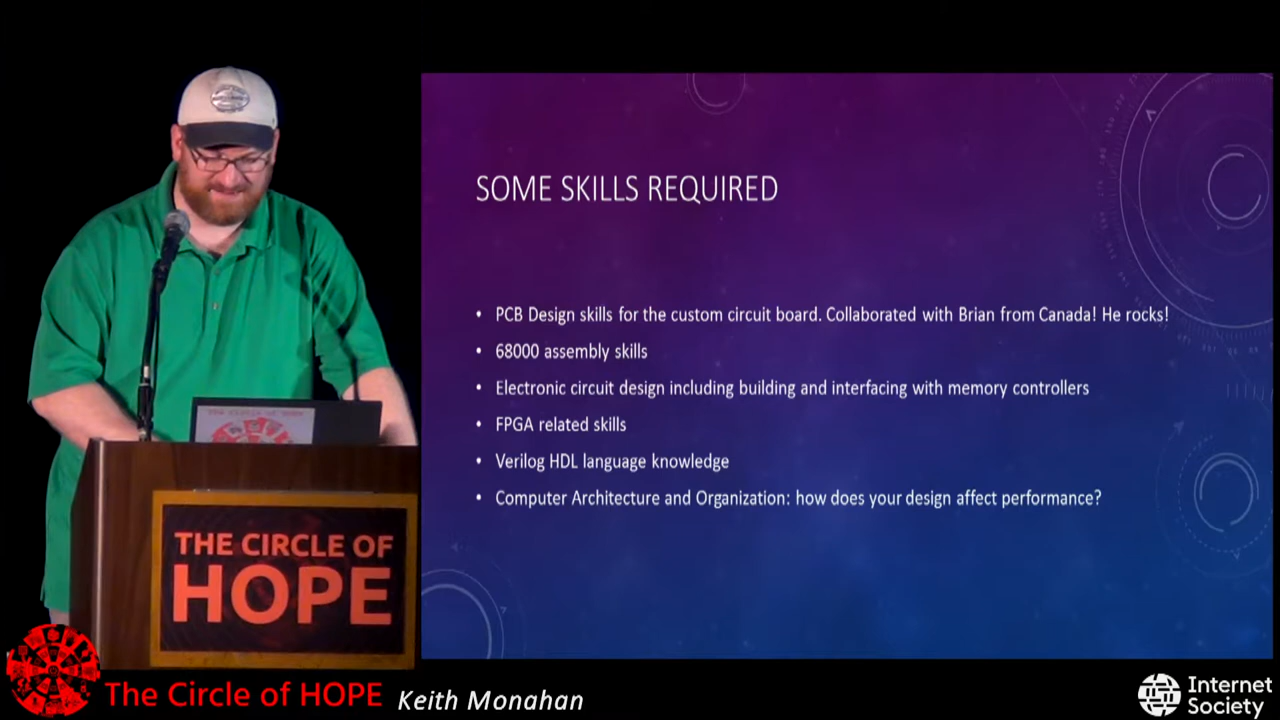 SOME SKILLS REQUIRED
• PCB Design skills for the custom circuit board. Collaborated with Brian from Canada! He rocks!
• 68000 assembly skills
• Electronic circuit design including building and interfacing with memory controllers
• FPGA related skills
• Verilog HDL language knowledge
• Computer Architecture and Organization: how does your design affect performance?
THE CIRCLE OF
HOPE
The Circle of HOPE
Keith Monahan
Internet
Society